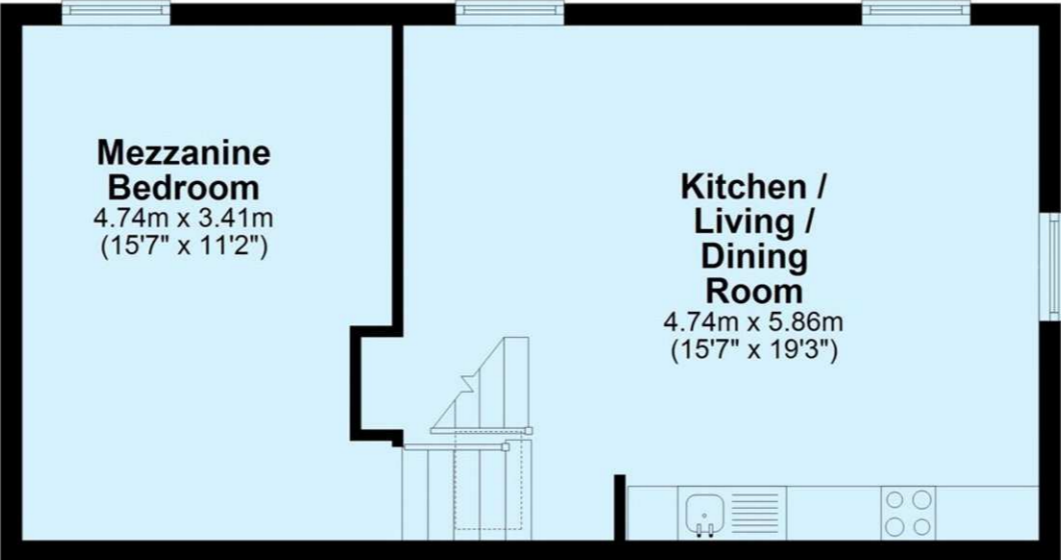 Mezzanine
Bedroom
4.74m x 3.41m
(15'7" x 11'2")
Kitchen /
Living /
Dining
Room
4.74m x 5.86m
(15'7" x 19'3")